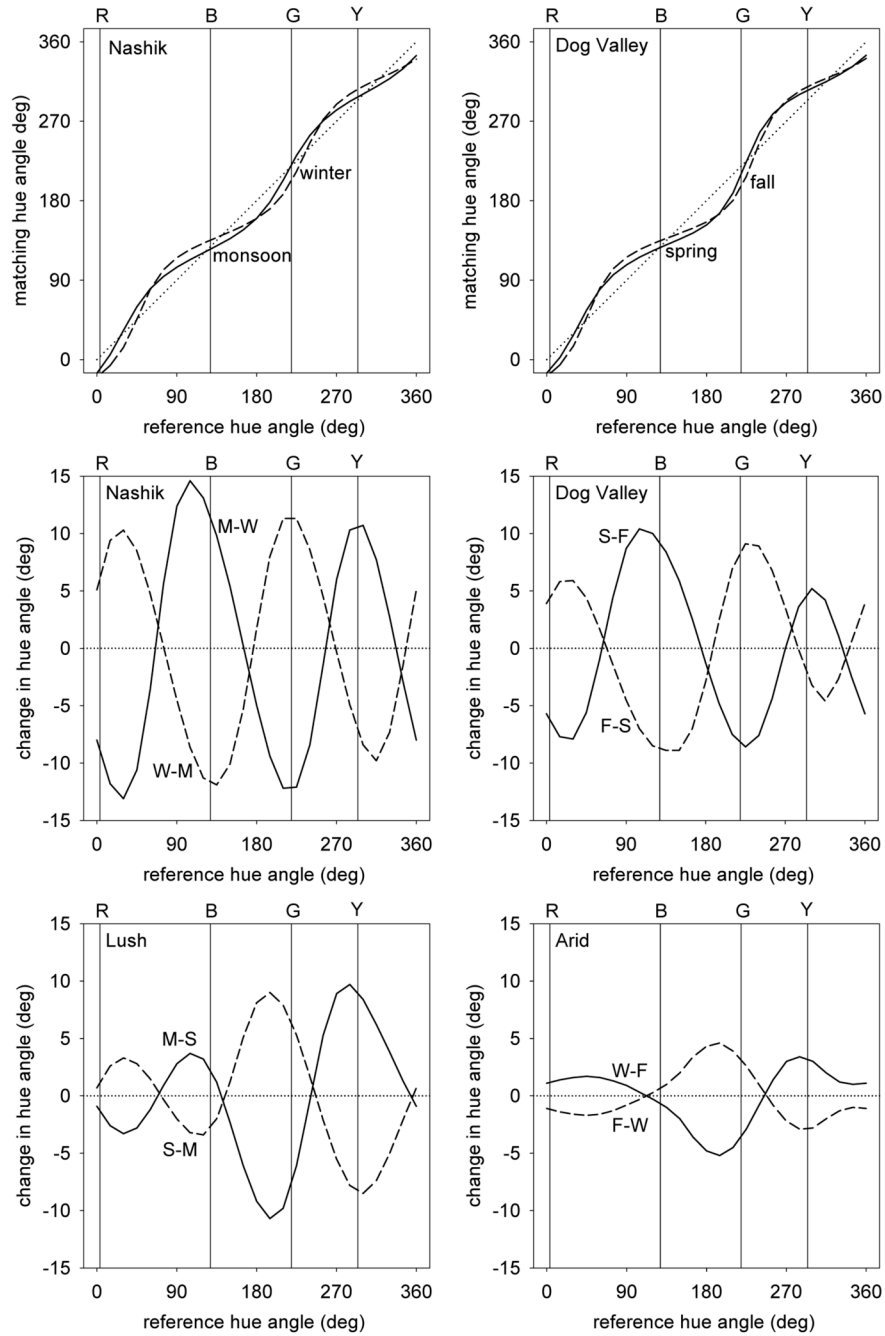 R B G Y
Nashik
360
270
180
90
0
matching hue angle deg)
winter
monsoon
0 90 180 270 360
reference hue angle (deg)
R B G Y
Dog Valley
360
270
180
90
0
matching hue angle (deg)
fall
spring
0 90 180 270 360
reference hue angle (deg)
R B G Y
Nashik
15
10
5
0
-5
-10
-15
change in hue angle (deg)
M-W
W-M
0 90 180 270 360
reference hue angle (deg)
R B G Y
Dog Valley
15
10
5
0
-5
-10
-15
change in hue angle (deg)
S-F
F-S
0 90 180 270 360
reference hue angle (deg)
R B G Y
Lush
15
10
5
0
-5
-10
-15
change in hue angle (deg)
M-S
S-M
0 90 180 270 360
reference hue angle (deg)
R B G Y
Arid
15
10
5
0
-5
-10
-15
change in hue angle (deg)
W-F
F-W
0 90 180 270 360
reference hue angle (deg)